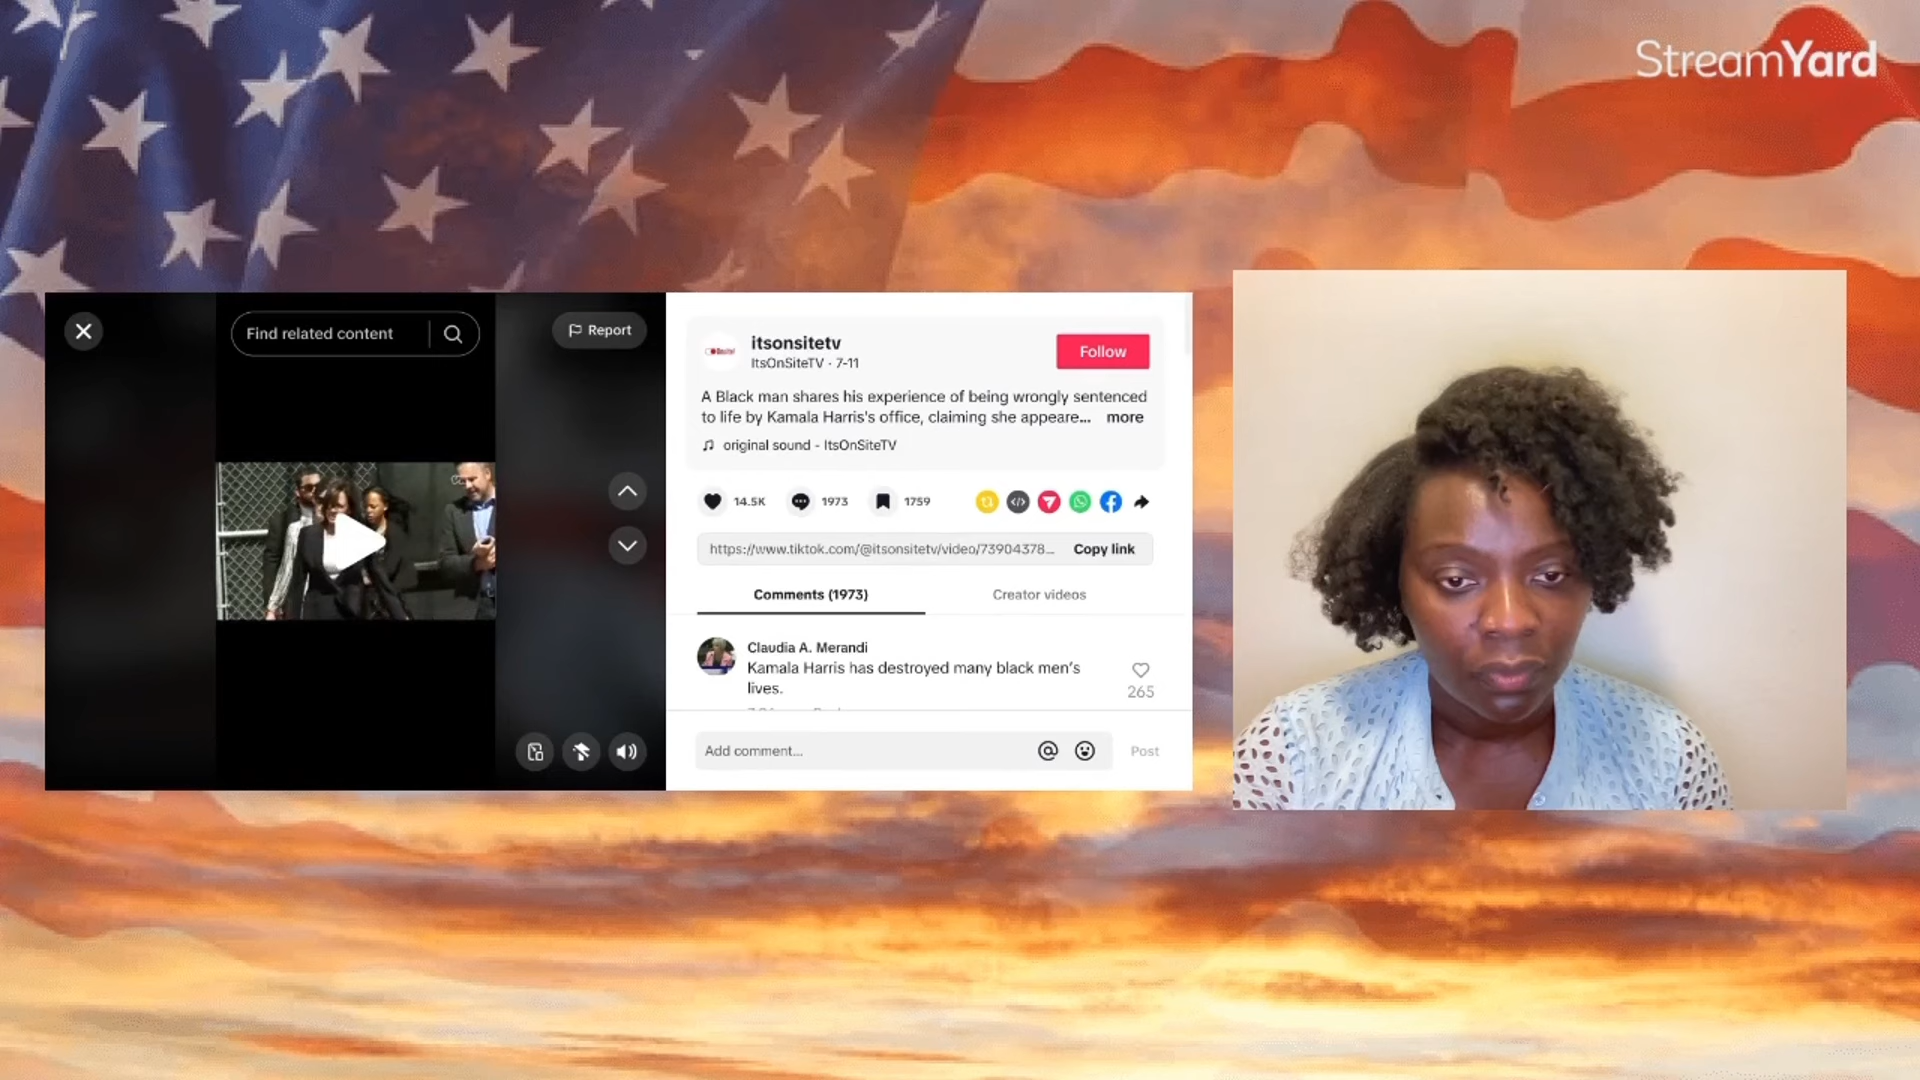 StreamYard
Find related content
Report
itsonsitetv
ItsOnSiteTV · 7-11
Follow
A Black man shares his experience of being wrongly sentenced
to life by Kamala Harris's office, claiming she appeare... more
original sound - ItsOnSiteTV
14.5K
1973
1759
https://www.tiktok.com/@itsonsitetv/video/73904378... Copy link
Comments (1973)
Creator videos
Claudia A. Merandi
Kamala Harris has destroyed many black men's
lives.
265
Add comment...
Post